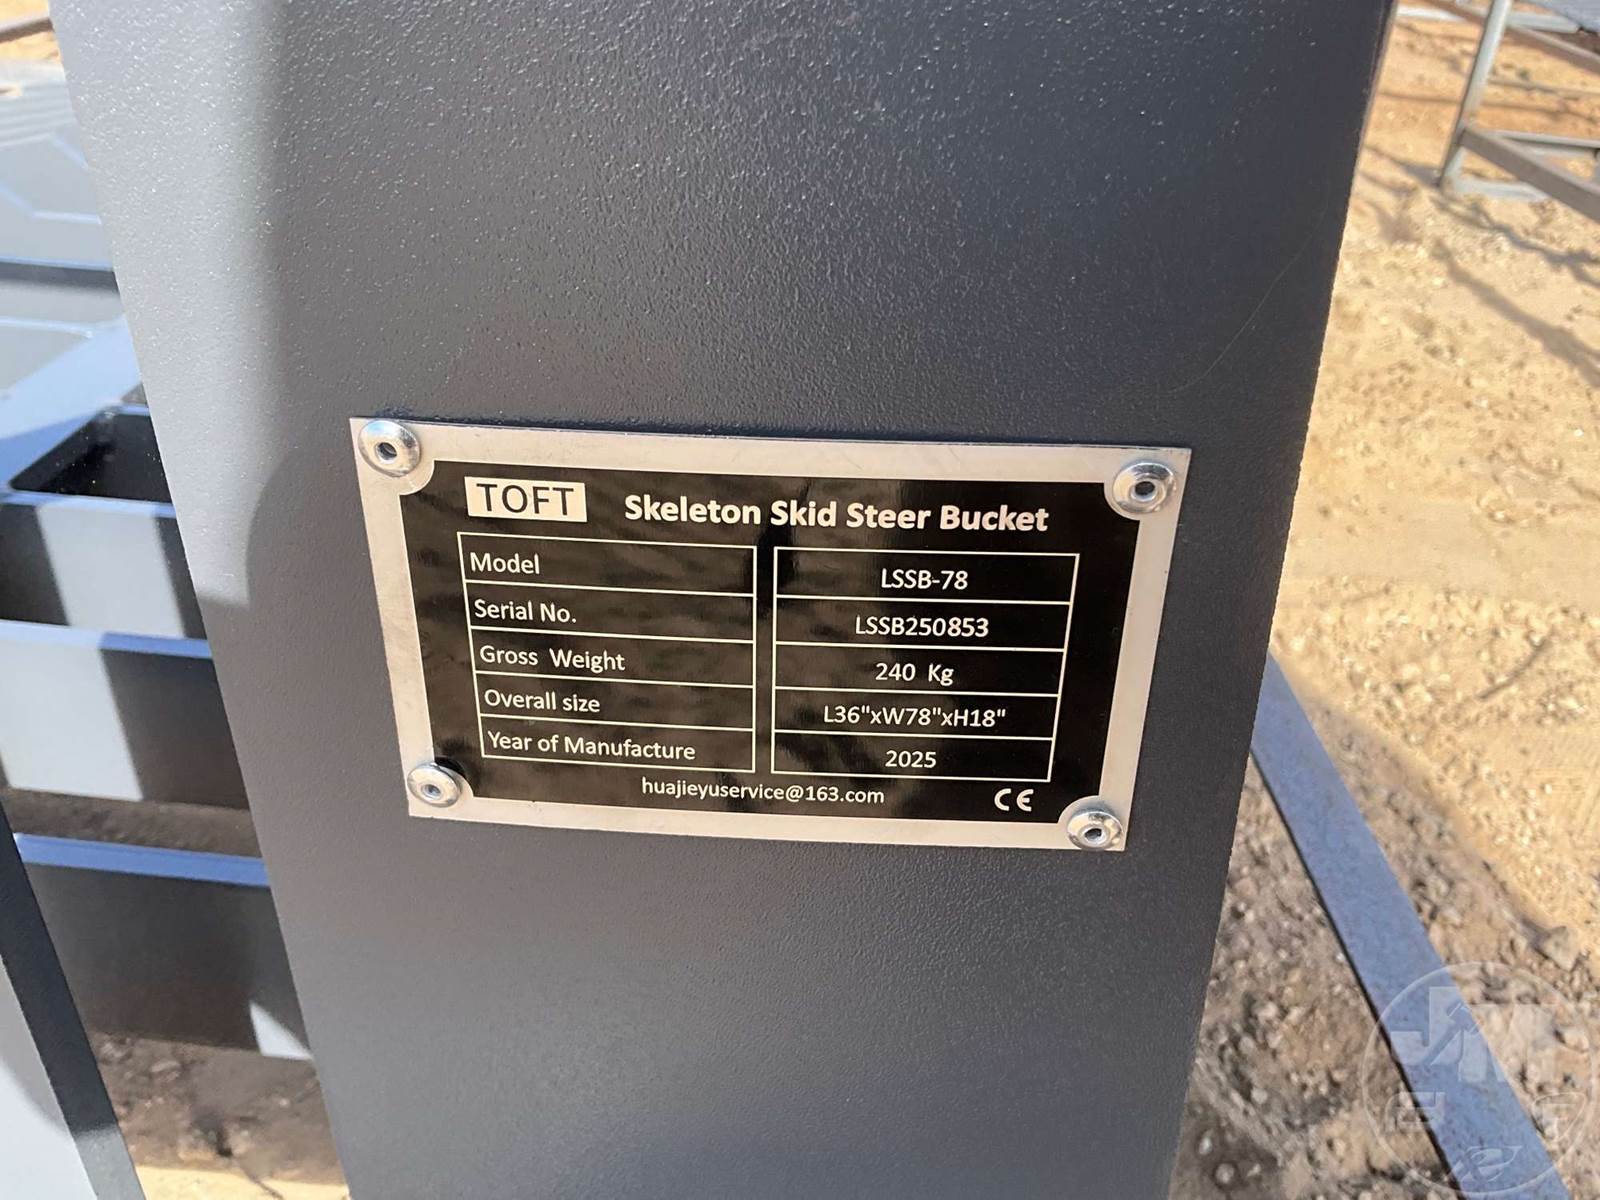 TOFT Skeleton Skid Steer Bucket
Model LSSB-78
Serial No. LSSB250853
Gross Weight 240 Kg
Overall size L36"xW78"xH18"
Year of Manufacture 2025
huajieyuservice@163.com CE
JM